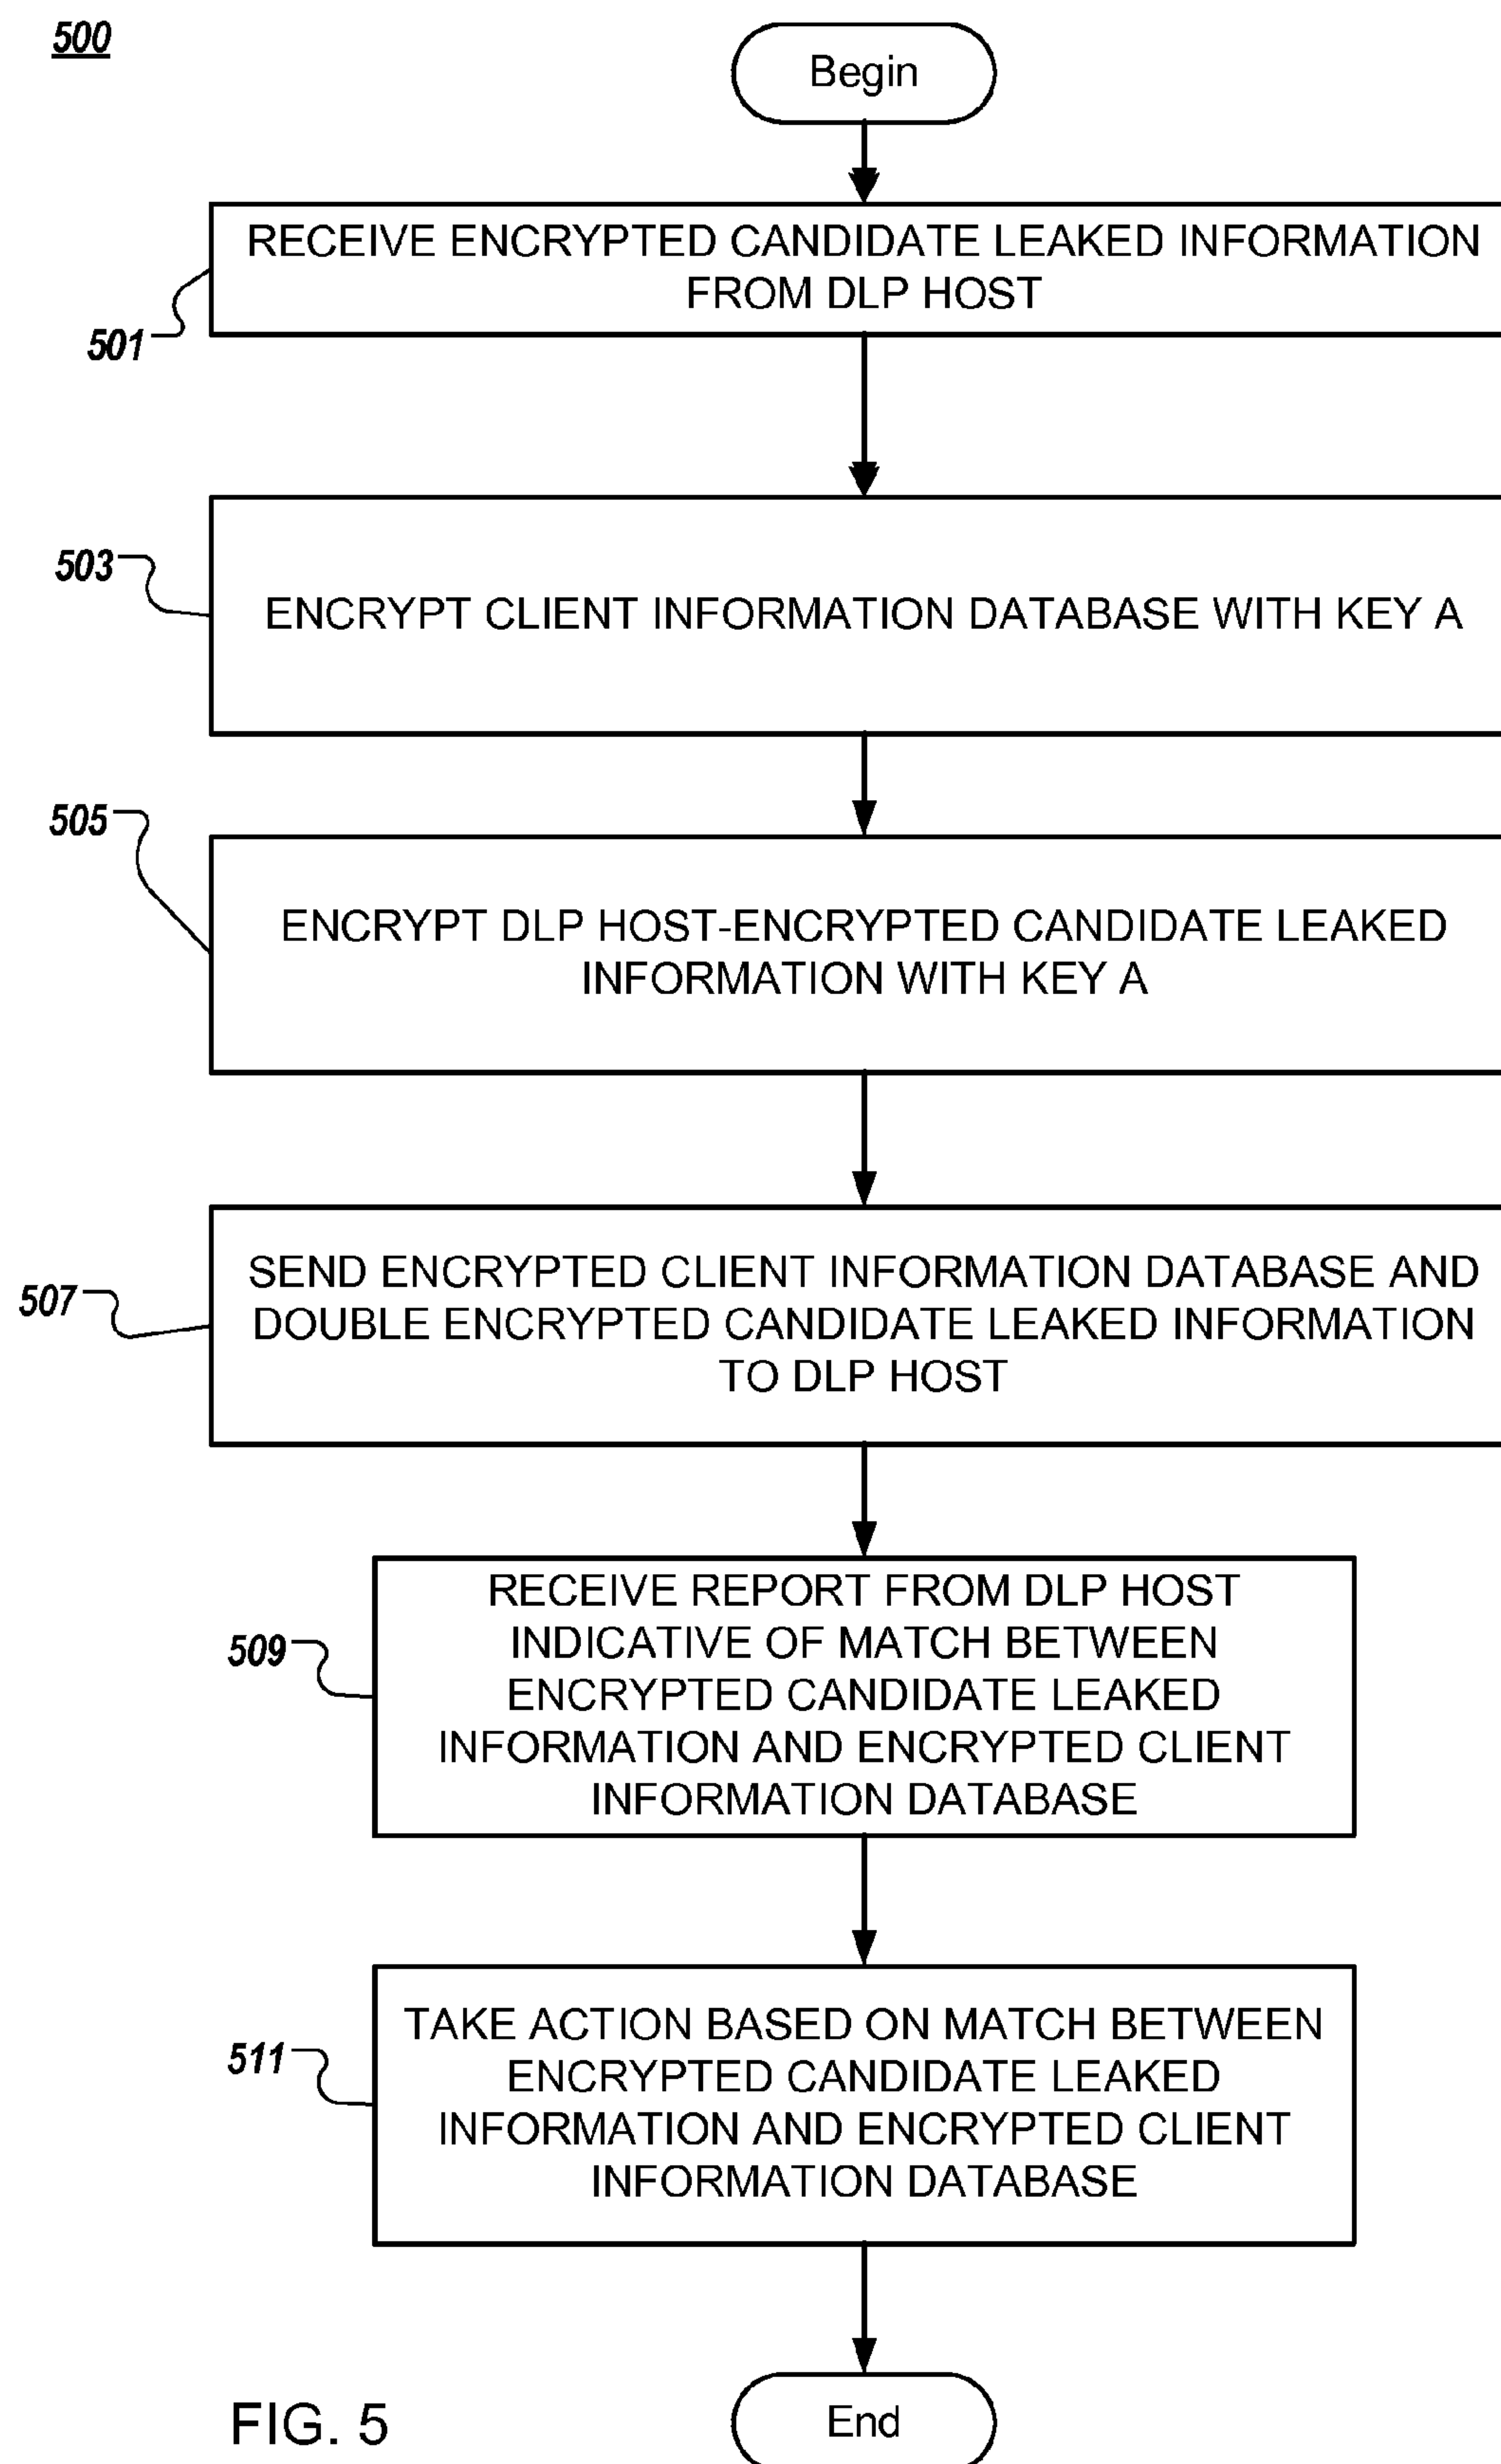 500
Begin
RECEIVE ENCRYPTED CANDIDATE LEAKED INFORMATION
FROM DLP HOST
501
503
ENCRYPT CLIENT INFORMATION DATABASE WITH KEY A
505
ENCRYPT DLP HOST-ENCRYPTED CANDIDATE LEAKED
INFORMATION WITH KEY A
507
SEND ENCRYPTED CLIENT INFORMATION DATABASE AND
DOUBLE ENCRYPTED CANDIDATE LEAKED INFORMATION
TO DLP HOST
509
RECEIVE REPORT FROM DLP HOST
INDICATIVE OF MATCH BETWEEN
ENCRYPTED CANDIDATE LEAKED
INFORMATION AND ENCRYPTED CLIENT
INFORMATION DATABASE
511
TAKE ACTION BASED ON MATCH BETWEEN
ENCRYPTED CANDIDATE LEAKED
INFORMATION AND ENCRYPTED CLIENT
INFORMATION DATABASE
End
FIG. 5